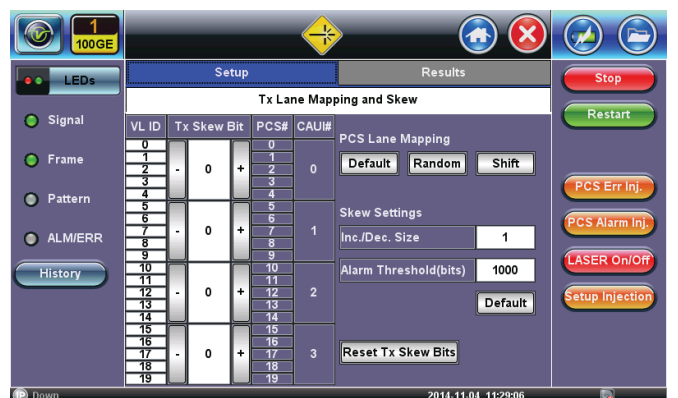 1
100GE
LEDs
Signal
Frame
Pattern
ALM/ERR
History
Setup
Results
Tx Lane Mapping and Skew
VL ID Tx Skew Bit PCS# CAUI#
0 0
1 1
2 - 0 + 2 0
3 3
4 4
5 5
6 6
7 - 0 + 7 1
8 8
9 9
10 10
11 11
12 - 0 + 12 2
13 13
14 14
15 15
16 16
17 - 0 + 17 3
18 18
19 19
PCS Lane Mapping
Default Random Shift
Skew Settings
Inc./Dec. Size 1
Alarm Threshold(bits) 1000
Default
Reset Tx Skew Bits
Stop
Restart
PCS Err Inj.
PCS Alarm Inj.
LASER On/Off
Setup Injection
IP Down
2014-11-04 11:29:06